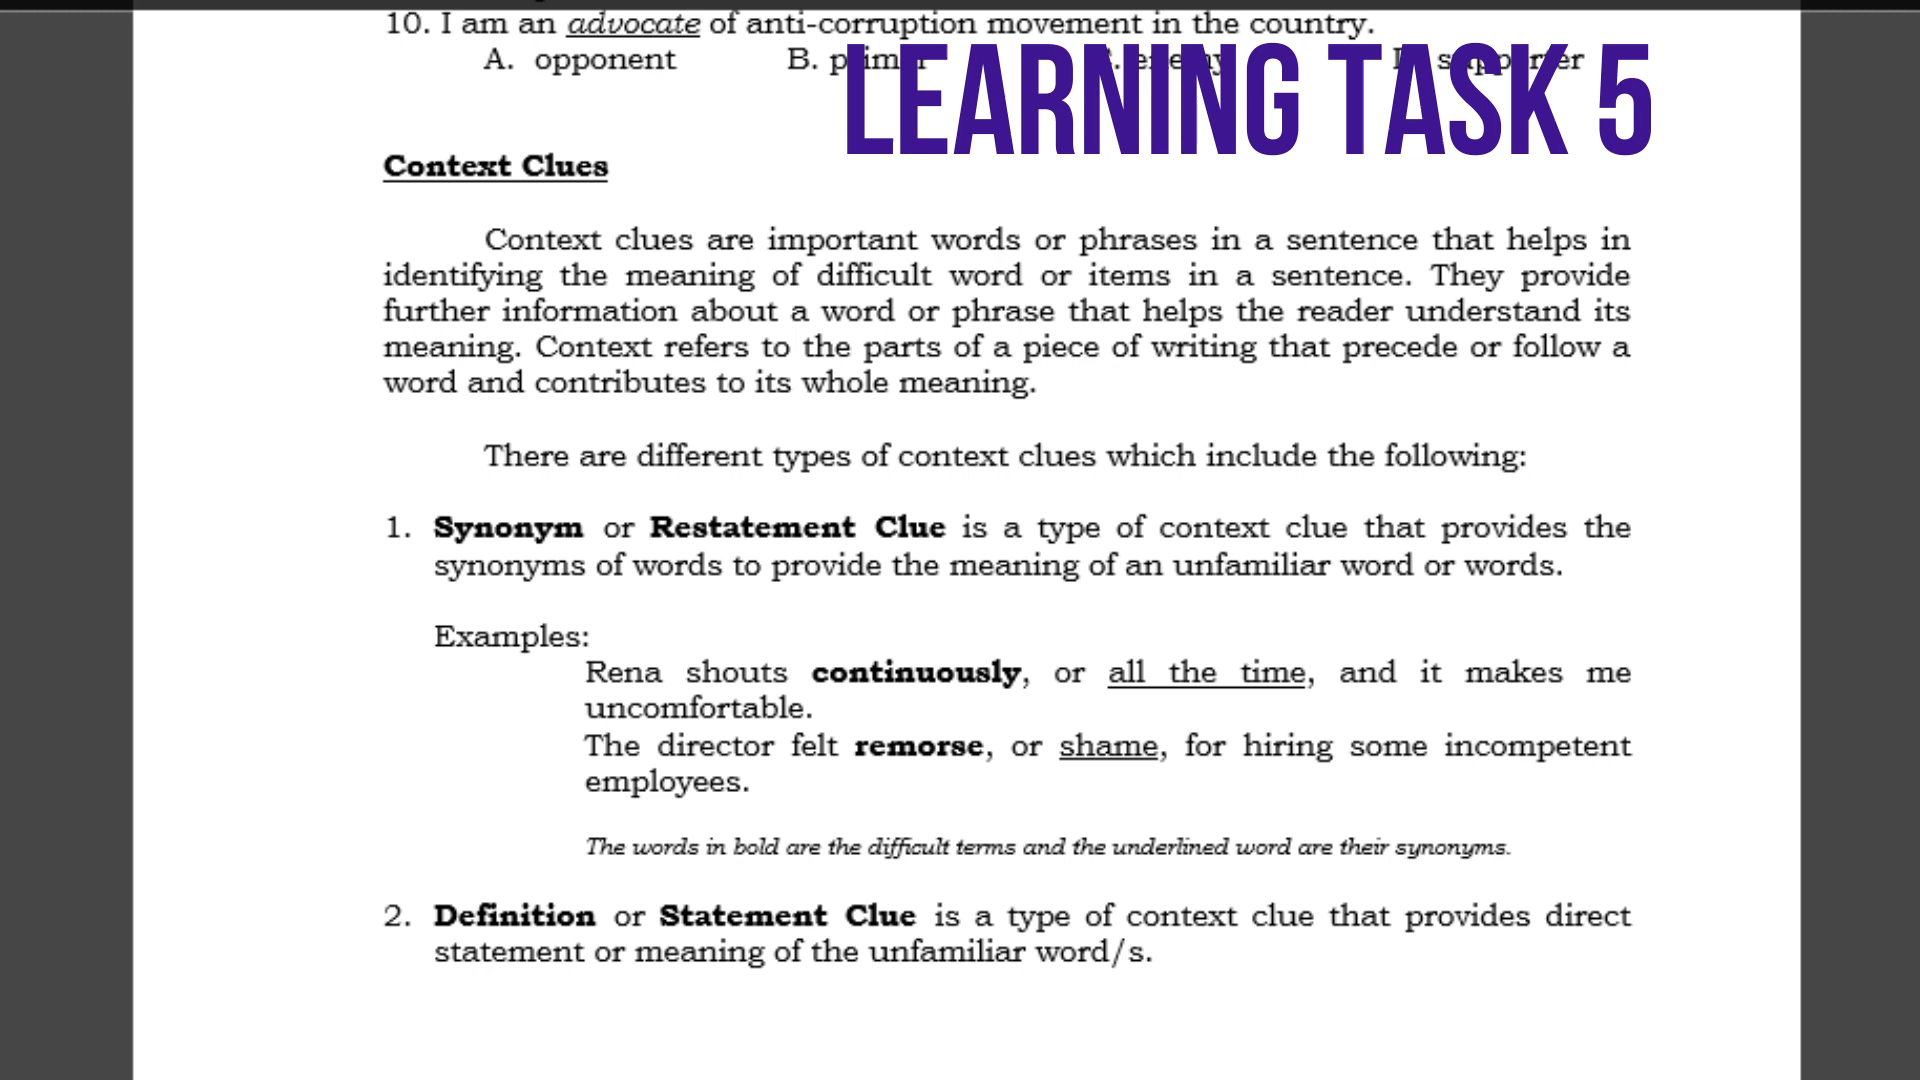 10. I am an advocate of anti-corruption movement in the country.
A. opponent B. C. enemy D. supporter
LEARNING TASK 5
Context Clues
Context clues are important words or phrases in a sentence that helps in
identifying the meaning of difficult word or items in a sentence. They provide
further information about a word or phrase that helps the reader understand its
meaning. Context refers to the parts of a piece of writing that precede or follow a
word and contributes to its whole meaning.
There are different types of context clues which include the following:
1. Synonym or Restatement Clue is a type of context clue that provides the
synonyms of words to provide the meaning of an unfamiliar word or words.
Examples:
Rena shouts continuously, or all the time, and it makes me
uncomfortable.
The director felt remorse, or shame, for hiring some incompetent
employees.
The words in bold are the difficult terms and the underlined word are their synonyms.
2. Definition or Statement Clue is a type of context clue that provides direct
statement or meaning of the unfamiliar word/s.